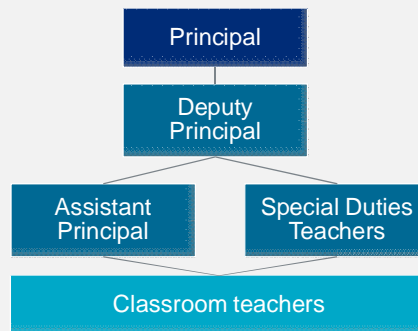 Principal
Deputy
Principal
Assistant
Principal
Special Duties
Teachers
Classroom teachers